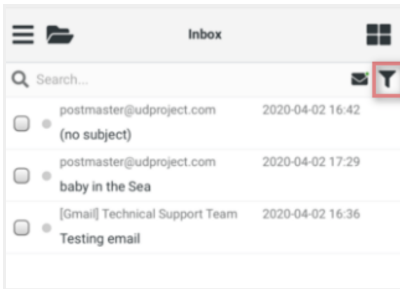 Inbox
Search...
postmaster@udproject.com 2020-04-02 16:42
(no subject)
postmaster@udproject.com 2020-04-02 17:29
baby in the Sea
[Gmail] Technical Support Team 2020-04-02 16:36
Testing email